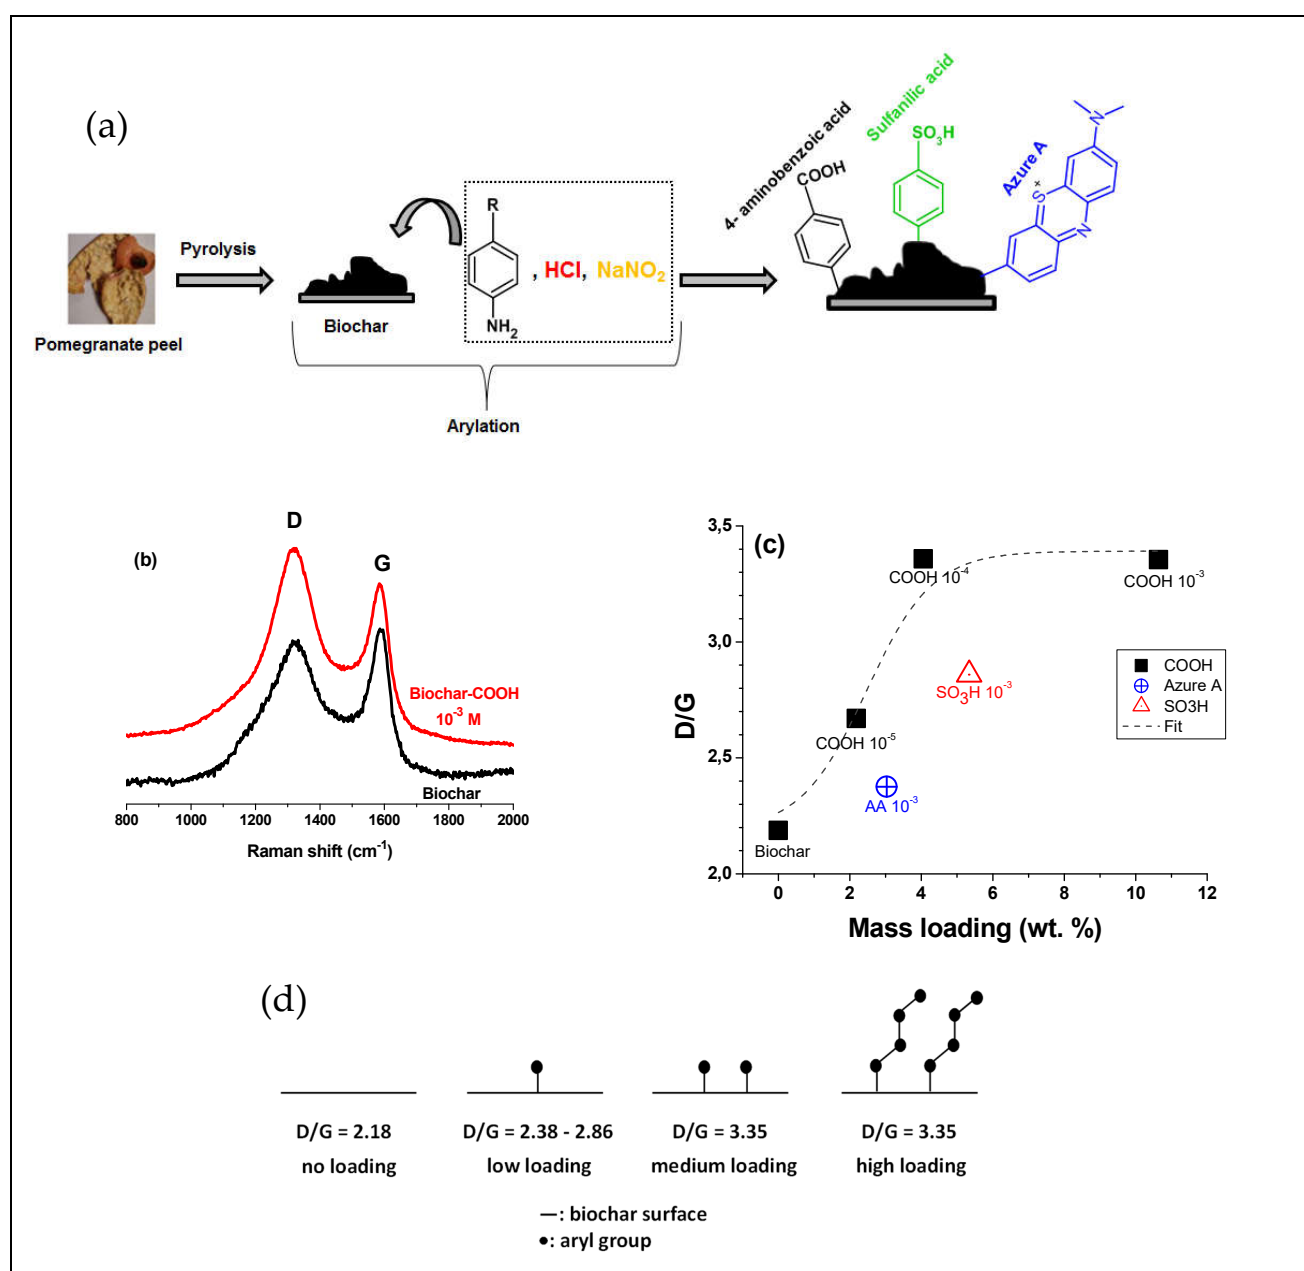 (a)
Pomegranate peel
Pyrolysis
Biochar
R
NH2
, HCl, NaNO2
Arylation
4- aminobenzoic acid
COOH
Sulfanilic acid
SO3H
Azure A
N
S
+
N
(b)
D
G
Biochar-COOH
10-3 M
Biochar
800 1000 1200 1400 1600 1800 2000
Raman shift (cm-1)
(c)
D/G
3,5
3,0
2,5
2,0
COOH 10-4
COOH 10-3
SO3H 10-3
COOH 10-5
AA 10-3
Biochar
COOH
Azure A
SO3H
Fit
0 2 4 6 8 10 12
Mass loading (wt. %)
(d)
D/G = 2.18 D/G = 2.38 - 2.86 D/G = 3.35 D/G = 3.35
no loading low loading medium loading high loading
—: biochar surface
•: aryl group